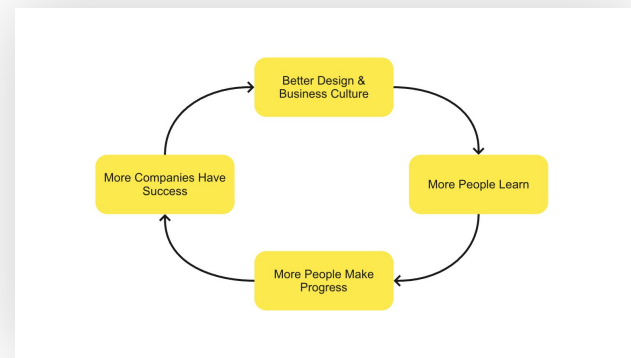 Better Design &
Business Culture
More People Learn
More People Make
Progress
More Companies Have
Success